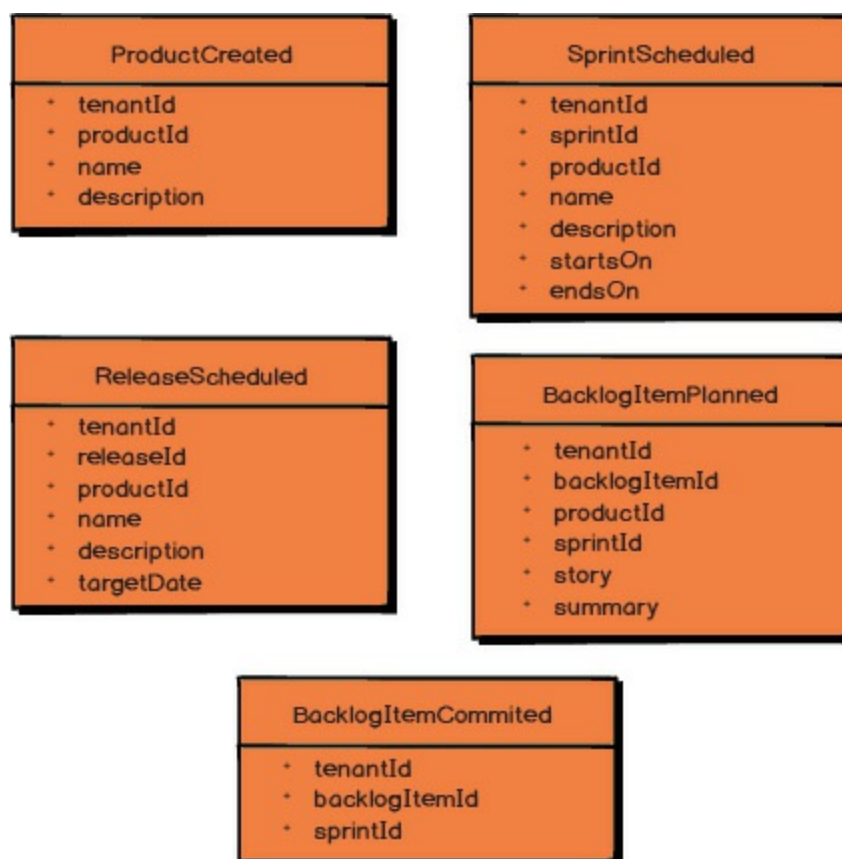 ProductCreated
+ tenantId
+ productId
+ name
+ description
SprintScheduled
+ tenantId
+ sprintId
+ productId
+ name
+ description
+ startsOn
+ endsOn
ReleaseScheduled
+ tenantId
+ releaseId
+ productId
+ name
+ description
+ targetDate
BacklogItemPlanned
+ tenantId
+ backlogItemId
+ productId
+ sprintId
+ story
+ summary
BacklogItemCommited
+ tenantId
+ backlogItemId
+ sprintId